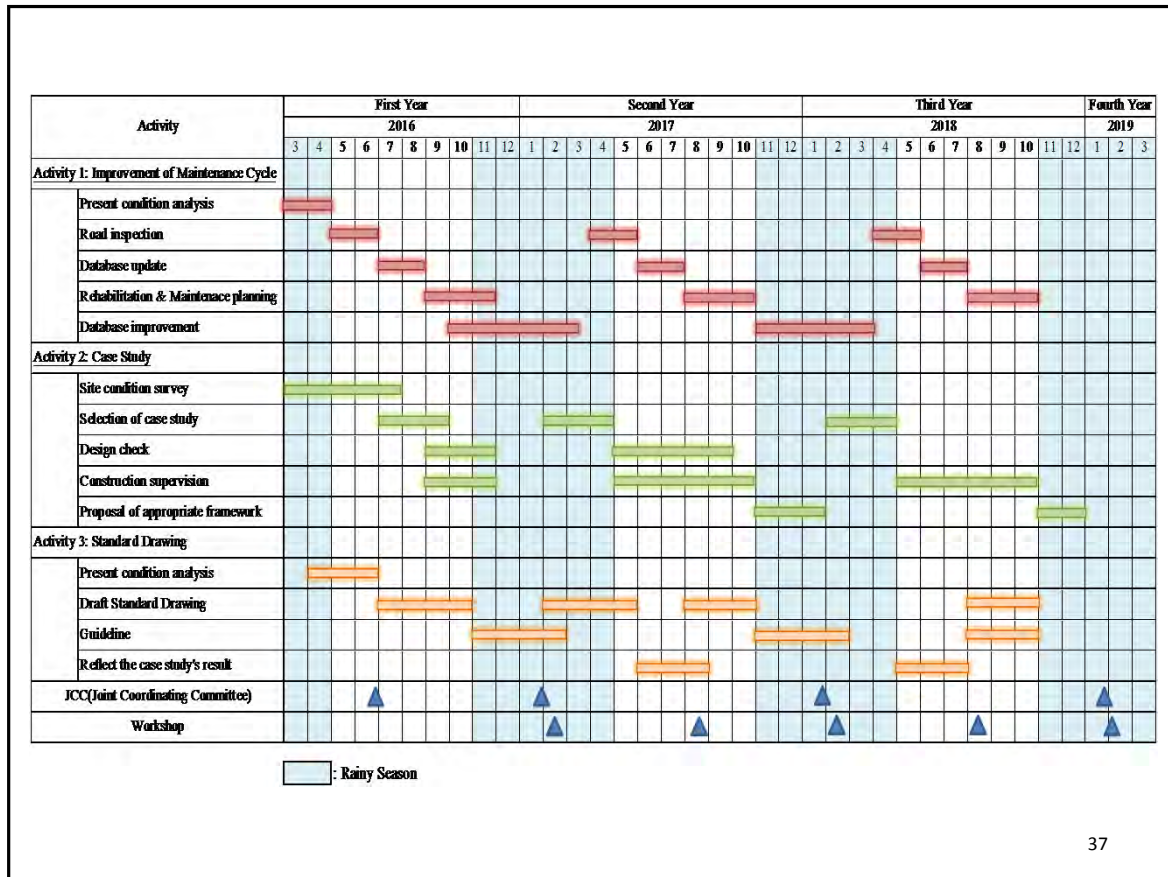 First Year Second Year Third Year Fourth Year
Activity 2016 2017 2018 2019
3 4 5 6 7 8 9 10 11 12 1 2 3 4 5 6 7 8 9 10 11 12 1 2 3 4 5 6 7 8 9 10 11 12 1 2 3
Activity 1: Improvement of Maintenance Cycle
Present condition analysis
Road inspection
Database update
Rehabilitation & Maintenace planning
Database improvement
Activity 2: Case Study
Site condition survey
Selection of case study
Design check
Construction supervision
Proposal of appropriate framework
Activity 3: Standard Drawing
Present condition analysis
Draft Standard Drawing
Guideline
Reflect the case study's result
JCC(Joint Coordinating Committee)
Workshop
: Rainy Season
37